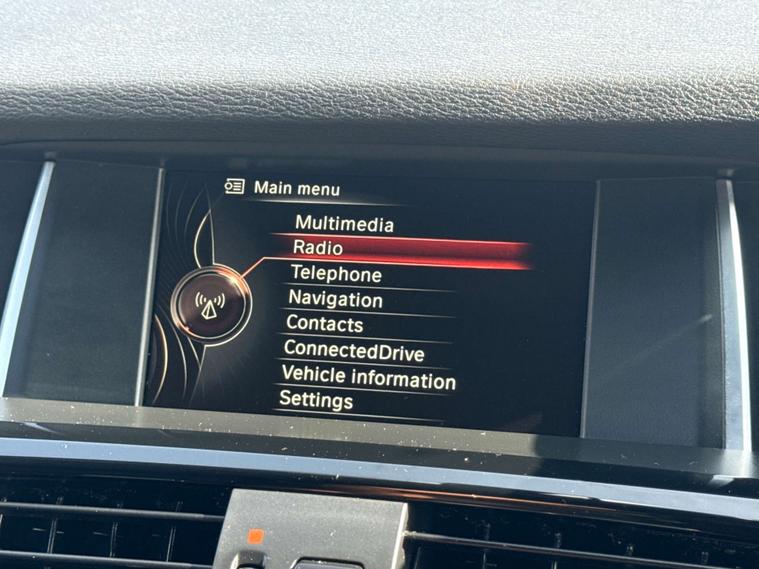 Main menu
Multimedia
Radio
Telephone
Navigation
Contacts
ConnectedDrive
Vehicle information
Settings